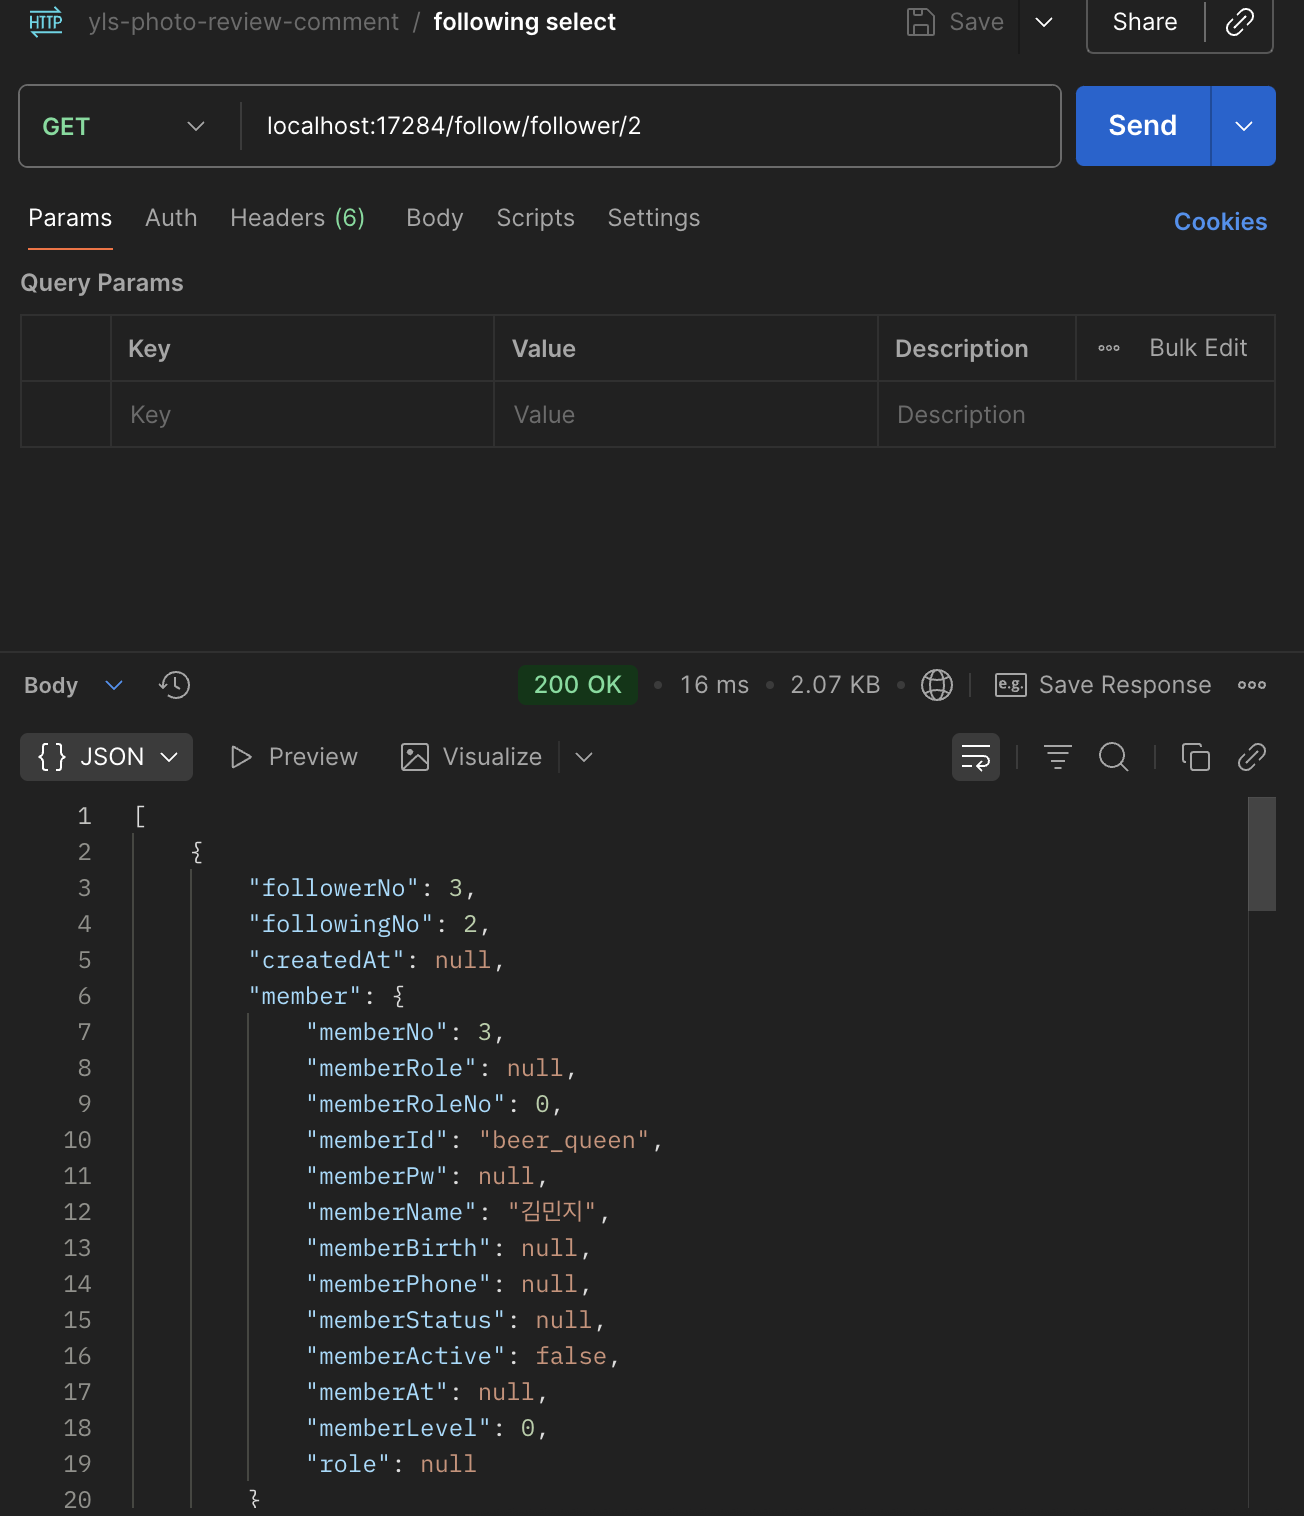 HTTP yls-photo-review-comment / following select Save Share
GET localhost:17284/follow/follower/2 Send
Params Auth Headers (6) Body Scripts Settings Cookies
Query Params
Key Value Description Bulk Edit
Key Value Description
Body 200 OK • 16 ms • 2.07 KB • e.g. Save Response
{} JSON Preview Visualize
1 [
2 {
3 "followerNo": 3,
4 "followingNo": 2,
5 "createdAt": null,
6 "member": {
7 "memberNo": 3,
8 "memberRole": null,
9 "memberRoleNo": 0,
10 "memberId": "beer_queen",
11 "memberPw": null,
12 "memberName": "김민지",
13 "memberBirth": null,
14 "memberPhone": null,
15 "memberStatus": null,
16 "memberActive": false,
17 "memberAt": null,
18 "memberLevel": 0,
19 "role": null
20 }